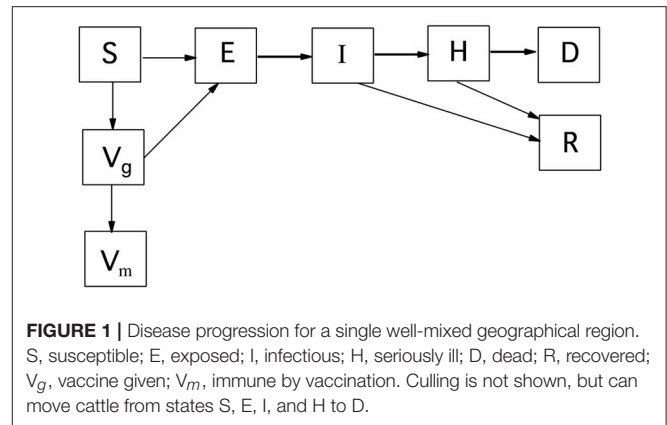 S
E
I
H
D
R
V_g
V_m
FIGURE 1 | Disease progression for a single well-mixed geographical region.
S, susceptible; E, exposed; I, infectious; H, seriously ill; D, dead; R, recovered;
V_g, vaccine given; V_m, immune by vaccination. Culling is not shown, but can
move cattle from states S, E, I, and H to D.